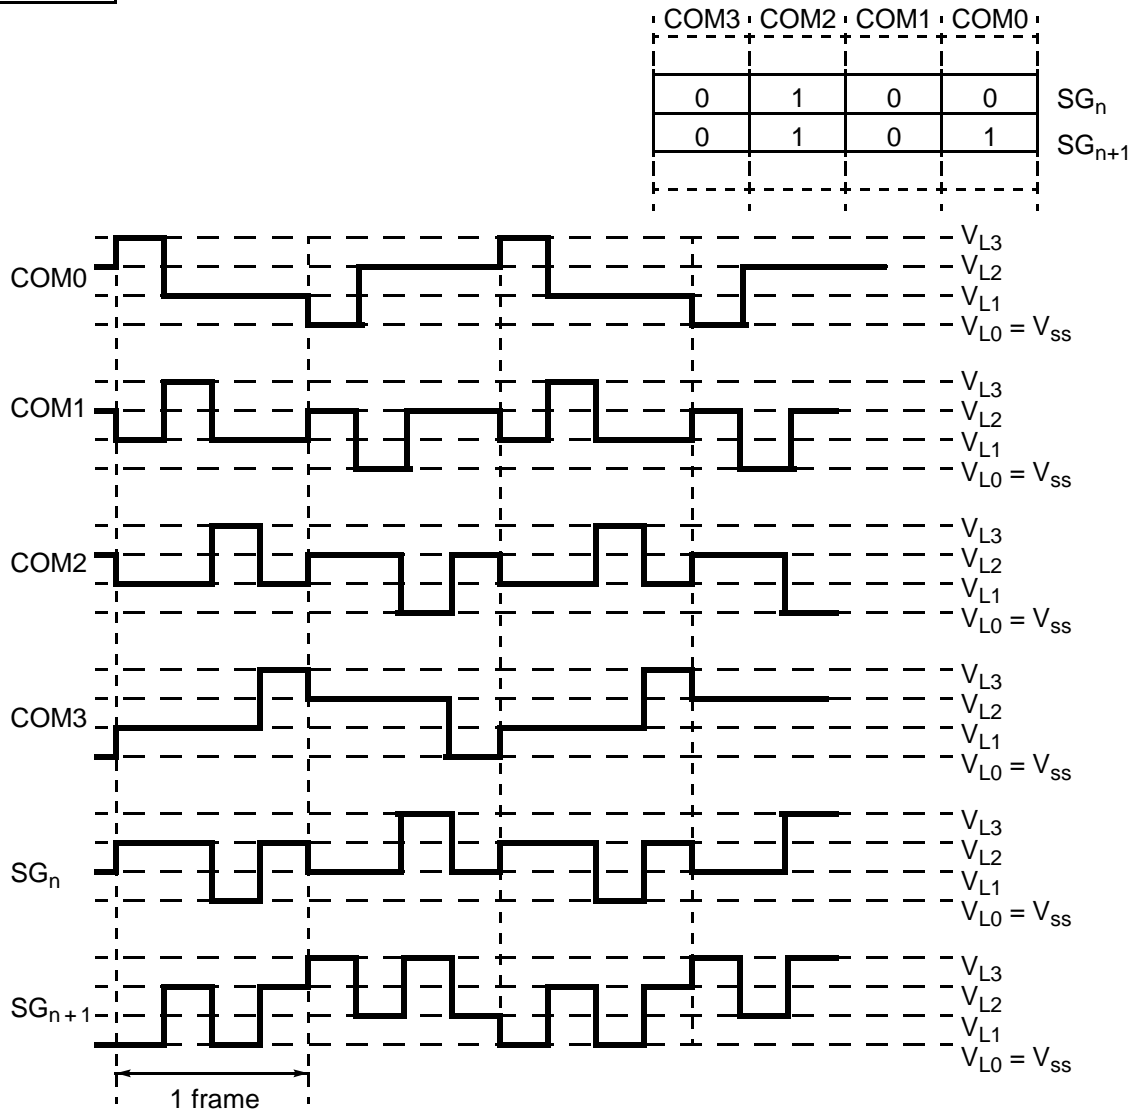 COM3 COM2 COM1 COM0
0 1 0 0 SGn
0 1 0 1 SGn+1
COM0
VL3
VL2
VL1
VL0 = Vss
COM1
VL3
VL2
VL1
VL0 = Vss
COM2
VL3
VL2
VL1
VL0 = Vss
COM3
VL3
VL2
VL1
VL0 = Vss
SGn
VL3
VL2
VL1
VL0 = Vss
SGn + 1
VL3
VL2
VL1
VL0 = Vss
1 frame